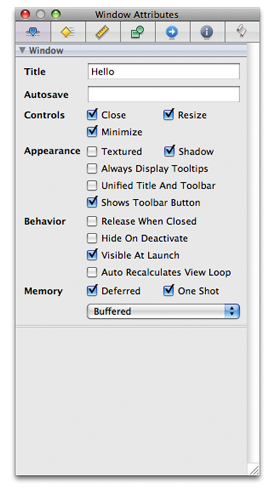 Window Attributes
Window
Title Hello
Autosave
Controls Close Resize
Minimize
Appearance Textured Shadow
Always Display Tooltips
Unified Title And Toolbar
Shows Toolbar Button
Behavior Release When Closed
Hide On Deactivate
Visible At Launch
Auto Recalculates View Loop
Memory Deferred One Shot
Buffered